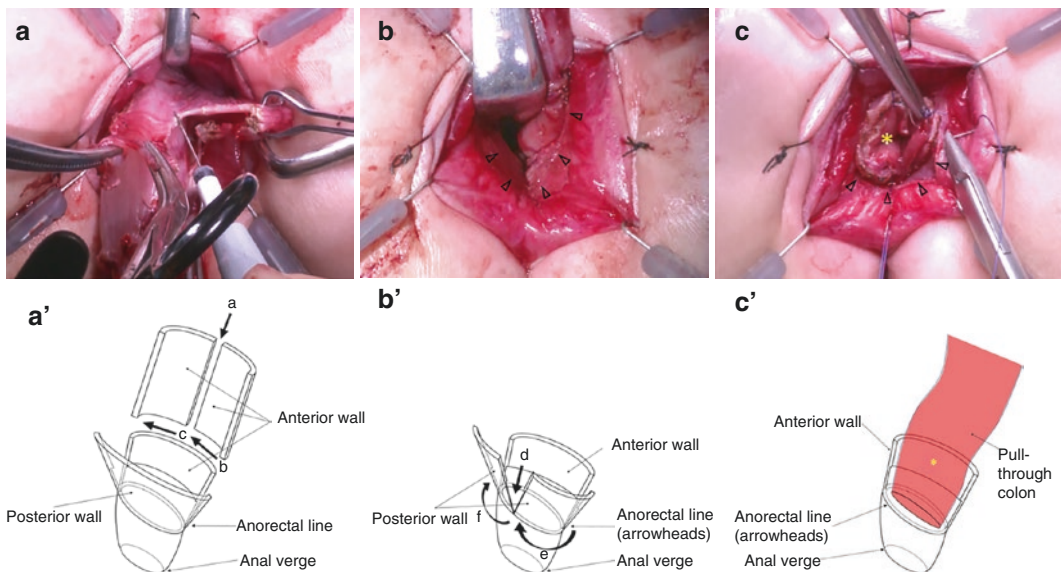 a
b
c
*
a'
b'
c'
a
Anterior wall
c
b
Posterior wall
Anorectal line
Anal verge
d
Anterior wall
Posterior wall
f
Anorectal line
(arrowheads)
e
Anal verge
Anterior wall
*
Pull-
through
colon
Anorectal line
(arrowheads)
Anal verge